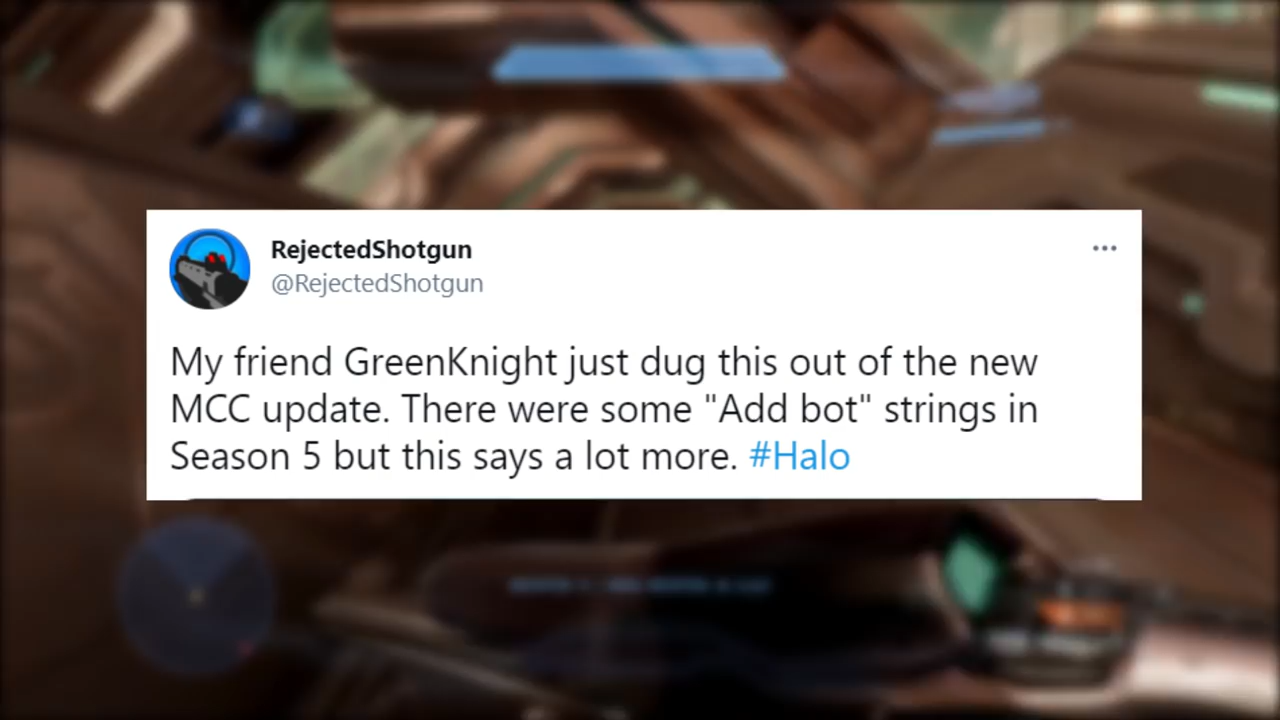 RejectedShotgun
@RejectedShotgun
My friend GreenKnight just dug this out of the new
MCC update. There were some "Add bot" strings in
Season 5 but this says a lot more. #Halo